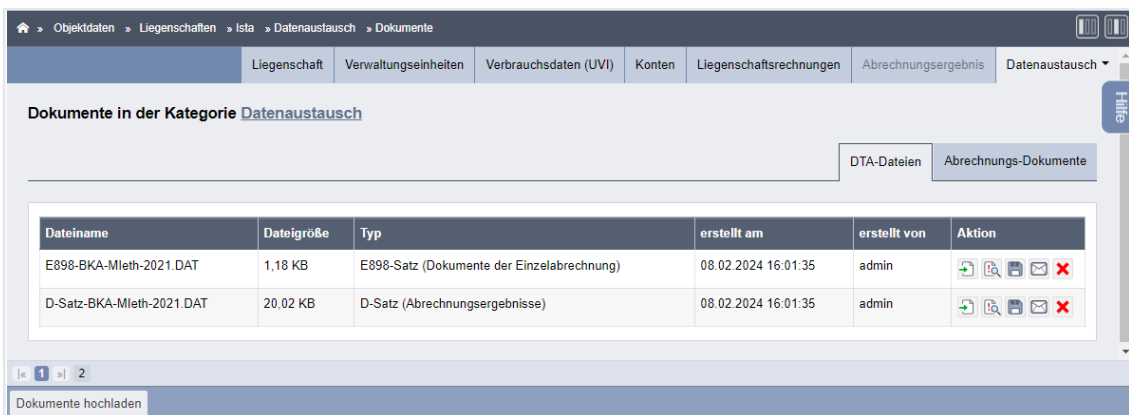 » Objektdaten » Liegenschaften » Ista » Datenaustausch » Dokumente
Liegenschaft Verwaltungseinheiten Verbrauchsdaten (UVI) Konten Liegenschaftsrechnungen Abrechnungsergebnis Datenaustausch
Hilfe
Dokumente in der Kategorie Datenaustausch
DTA-Dateien Abrechnungs-Dokumente
Dateiname Dateigröße Typ erstellt am erstellt von Aktion
E898-BKA-MIeth-2021.DAT 1,18 KB E898-Satz (Dokumente der Einzelabrechnung) 08.02.2024 16:01:35 admin
D-Satz-BKA-MIeth-2021.DAT 20,02 KB D-Satz (Abrechnungsergebnisse) 08.02.2024 16:01:35 admin
|« 1 »| 2
Dokumente hochladen